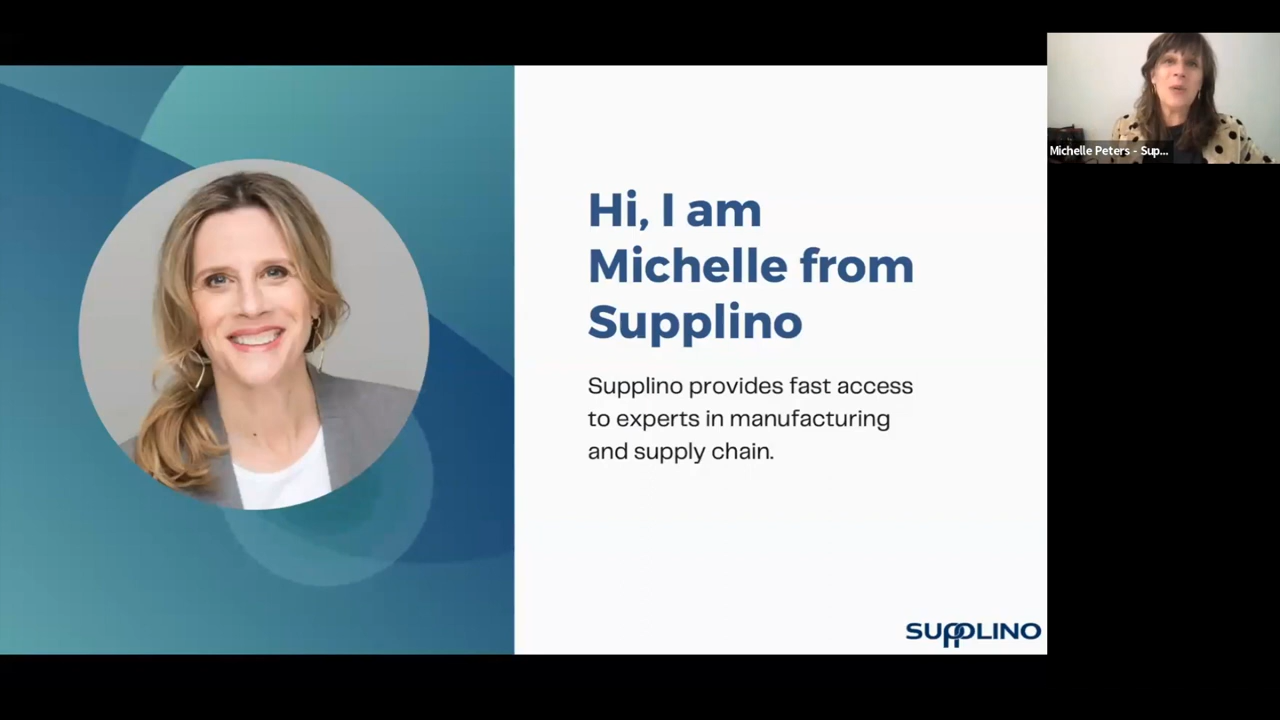 Hi, I am
Michelle from
Supplino
Supplino provides fast access
to experts in manufacturing
and supply chain.
SUPPLINO
Michelle Peters - Sup...